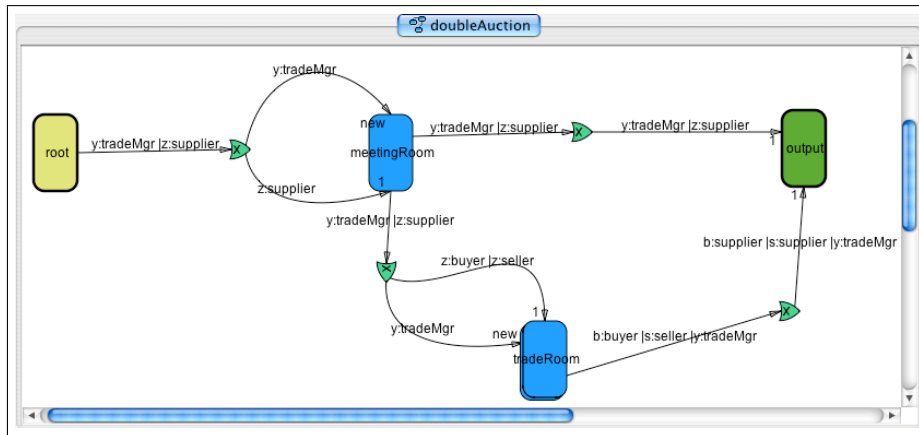 doubleAuction
y:tradeMgr
new
root
y:tradeMgr |z:supplier
X
meetingRoom
y:tradeMgr |z:supplier
X
y:tradeMgr |z:supplier
1
output
z:supplier
1
1
y:tradeMgr |z:supplier
b:supplier |s:supplier |y:tradeMgr
z:buyer |z:seller
X
1
X
y:tradeMgr
new
b:buyer |s:seller |y:tradeMgr
tradeRoom